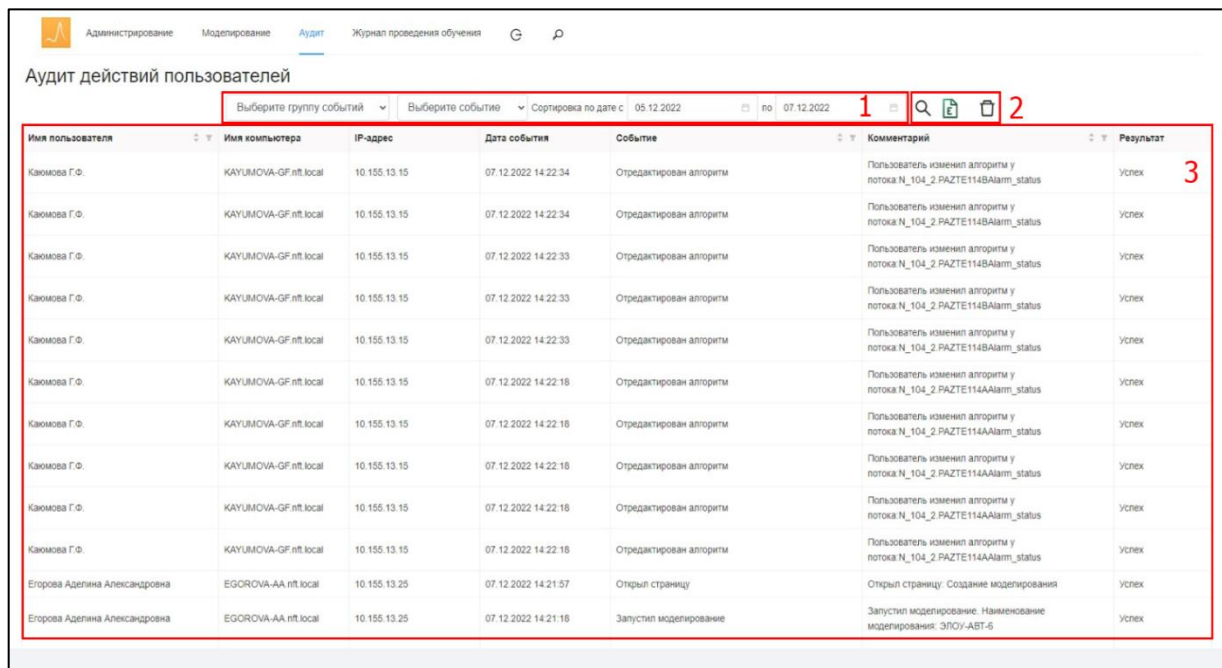 Администрирование Моделирование Аудит Журнал проведения обучения
Аудит действий пользователей
Выберите группу событий Выберите событие Сортировка по дате с 05.12.2022 по 07.12.2022 1 2
Имя пользователя Имя компьютера IP-адрес Дата события Событие Комментарий Результат
3
Пользователь изменил алгоритм у
Каюмова Г.Ф. KAYUMOVA-GF.nft.local 10.155.13.15 07.12.2022 14:22:34 Отредактирован алгоритм Успех
потока:N_104_2.PAZTE114BAlarm_status
Пользователь изменил алгоритм у
Каюмова Г.Ф. KAYUMOVA-GF.nft.local 10.155.13.15 07.12.2022 14:22:34 Отредактирован алгоритм Успех
потока:N_104_2.PAZTE114BAlarm_status
Пользователь изменил алгоритм у
Каюмова Г.Ф. KAYUMOVA-GF.nft.local 10.155.13.15 07.12.2022 14:22:33 Отредактирован алгоритм Успех
потока:N_104_2.PAZTE114BAlarm_status
Пользователь изменил алгоритм у
Каюмова Г.Ф. KAYUMOVA-GF.nft.local 10.155.13.15 07.12.2022 14:22:33 Отредактирован алгоритм Успех
потока:N_104_2.PAZTE114BAlarm_status
Пользователь изменил алгоритм у
Каюмова Г.Ф. KAYUMOVA-GF.nft.local 10.155.13.15 07.12.2022 14:22:33 Отредактирован алгоритм Успех
потока:N_104_2.PAZTE114BAlarm_status
Пользователь изменил алгоритм у
Каюмова Г.Ф. KAYUMOVA-GF.nft.local 10.155.13.15 07.12.2022 14:22:18 Отредактирован алгоритм Успех
потока:N_104_2.PAZTE114AAlarm_status
Пользователь изменил алгоритм у
Каюмова Г.Ф. KAYUMOVA-GF.nft.local 10.155.13.15 07.12.2022 14:22:18 Отредактирован алгоритм Успех
потока:N_104_2.PAZTE114AAlarm_status
Пользователь изменил алгоритм у
Каюмова Г.Ф. KAYUMOVA-GF.nft.local 10.155.13.15 07.12.2022 14:22:18 Отредактирован алгоритм Успех
потока:N_104_2.PAZTE114AAlarm_status
Пользователь изменил алгоритм у
Каюмова Г.Ф. KAYUMOVA-GF.nft.local 10.155.13.15 07.12.2022 14:22:18 Отредактирован алгоритм Успех
потока:N_104_2.PAZTE114AAlarm_status
Пользователь изменил алгоритм у
Каюмова Г.Ф. KAYUMOVA-GF.nft.local 10.155.13.15 07.12.2022 14:22:18 Отредактирован алгоритм Успех
потока:N_104_2.PAZTE114AAlarm_status
Егорова Аделина Александровна EGOROVA-AA.nft.local 10.155.13.25 07.12.2022 14:21:57 Открыл страницу Открыл страницу: Создание моделирования Успех
Запустил моделирование. Наименование
Егорова Аделина Александровна EGOROVA-AA.nft.local 10.155.13.25 07.12.2022 14:21:18 Запустил моделирование Успех
моделирования: ЭЛОУ-АВТ-6